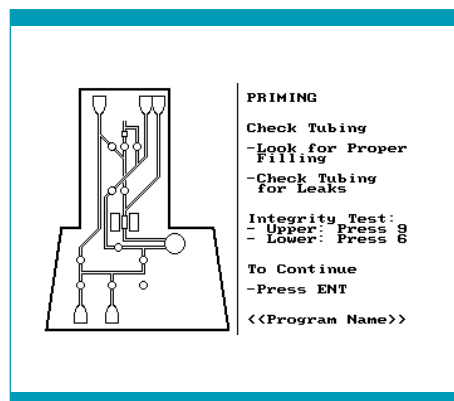 PRIMING
Check Tubing
-Look for Proper
Filling
-Check Tubing
for Leaks
Integrity Test:
- Upper: Press 9
- Lower: Press 6
To Continue
-Press ENT
<<Program Name>>